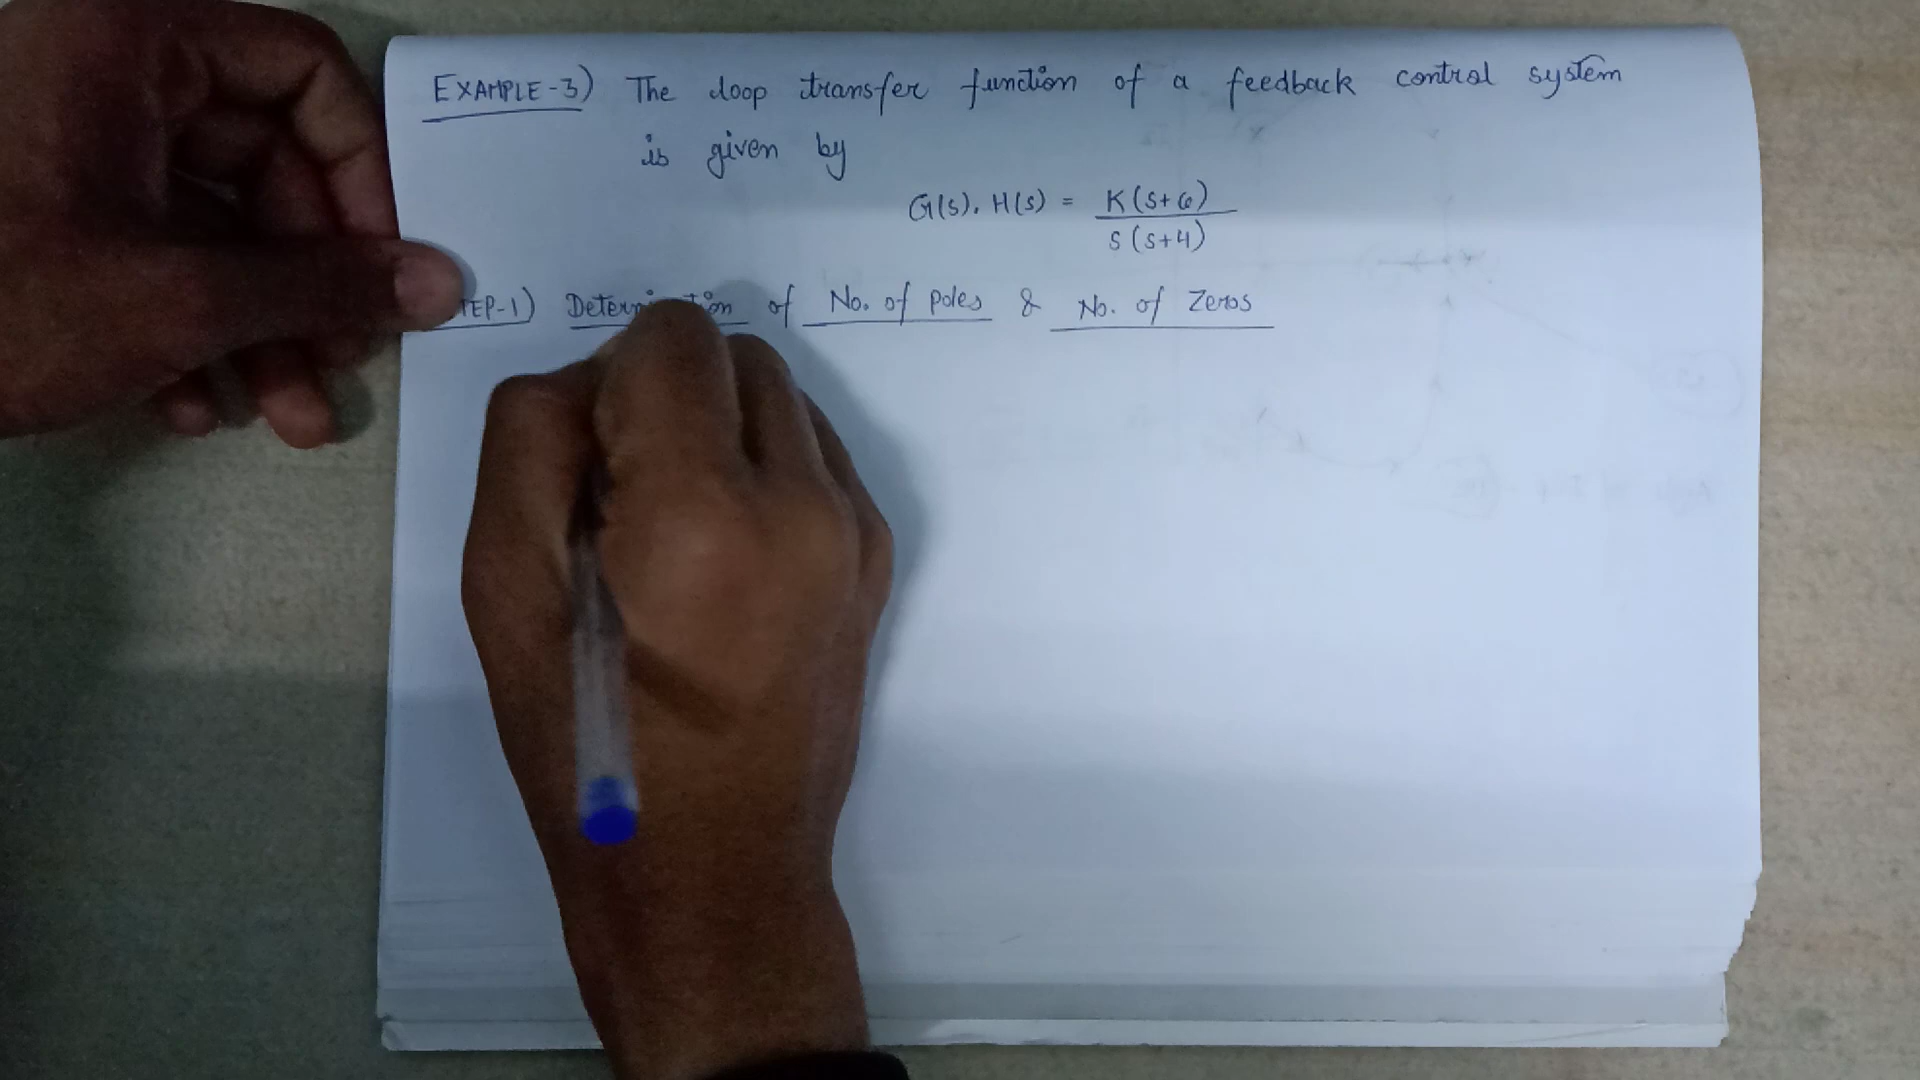 EXAMPLE-3) The loop transfer function of a feedback control system
is given by
G(s). H(s) = K(s+6)
s(s+4)
TEP-1) of No. of poles & No. of Zeros